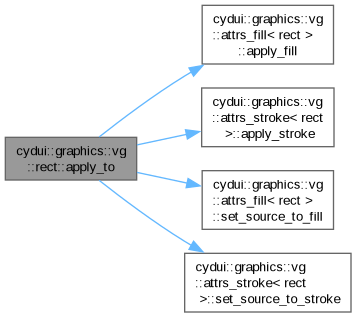 cydui::graphics::vg
::attrs_fill< rect >
::apply_fill
cydui::graphics::vg
::attrs_stroke< rect
>::apply_stroke
cydui::graphics::vg
::rect::apply_to
cydui::graphics::vg
::attrs_fill< rect >
::set_source_to_fill
cydui::graphics::vg
::attrs_stroke< rect
>::set_source_to_stroke